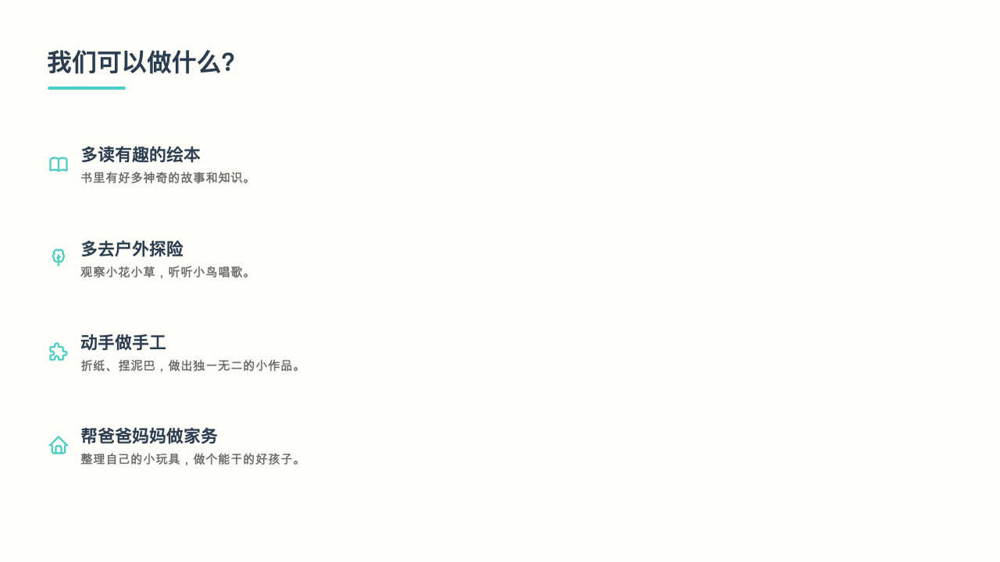 我们可以做什么?
多读有趣的绘本
书里有好多神奇的故事和知识。
多去户外探险
观察小花小草，听听小鸟唱歌。
动手做手工
折纸、捏泥巴，做出独一无二的小作品。
帮爸爸妈妈做家务
整理自己的小玩具，做个能干的好孩子。